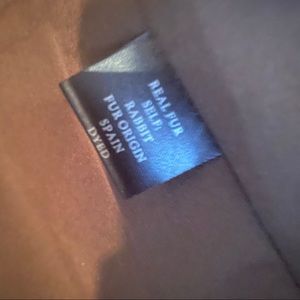 REAL FUR
SELF:
RABBIT
FUR ORIGIN
SPAIN
DYED